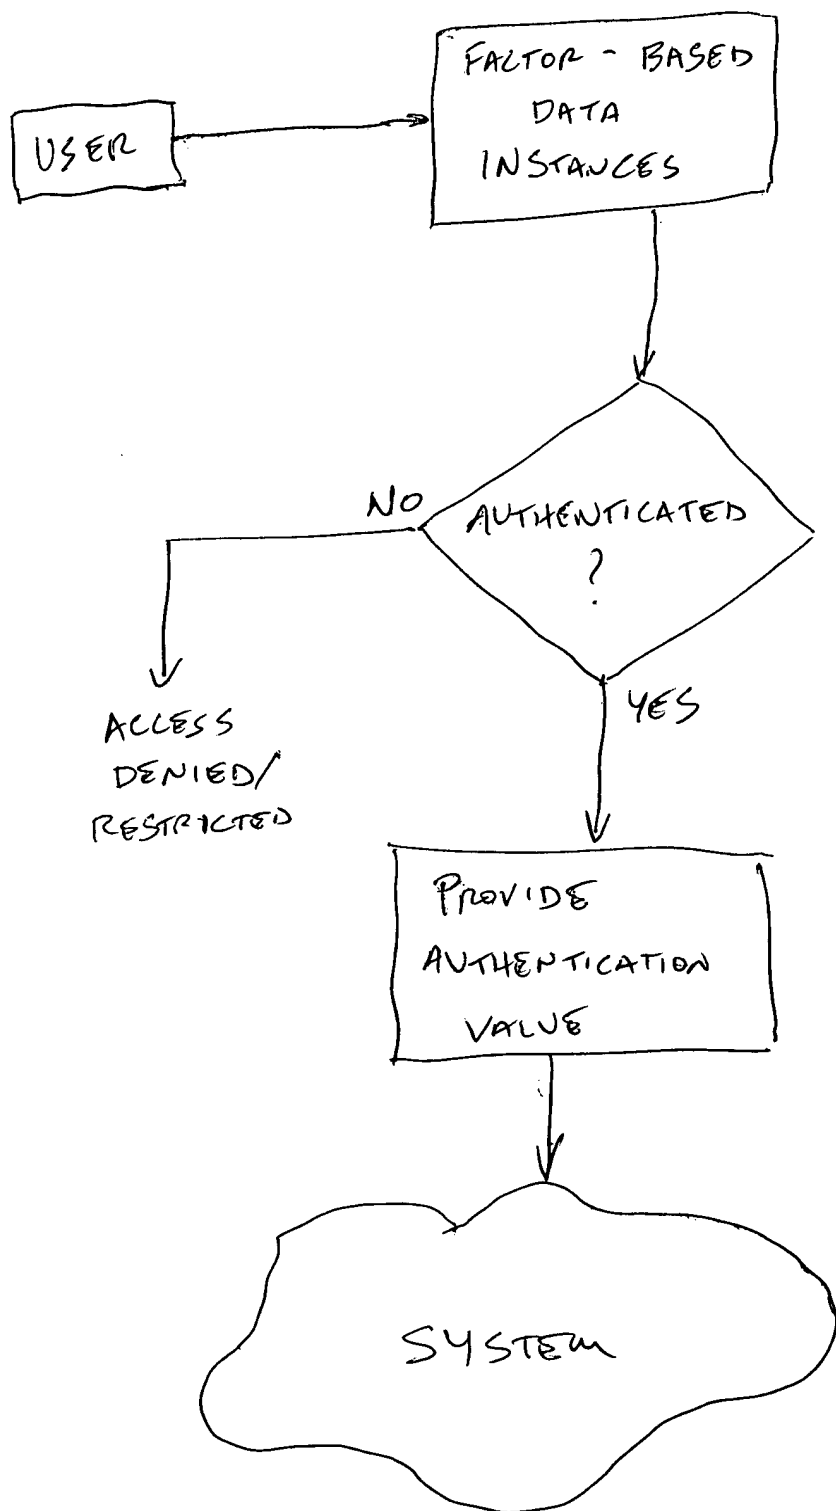 USER
FACTOR - BASED
DATA
INSTANCES
AUTHENTICATED
?
NO
ACCESS
DENIED/
RESTRICTED
YES
PROVIDE
AUTHENTICATION
VALUE
SYSTEM